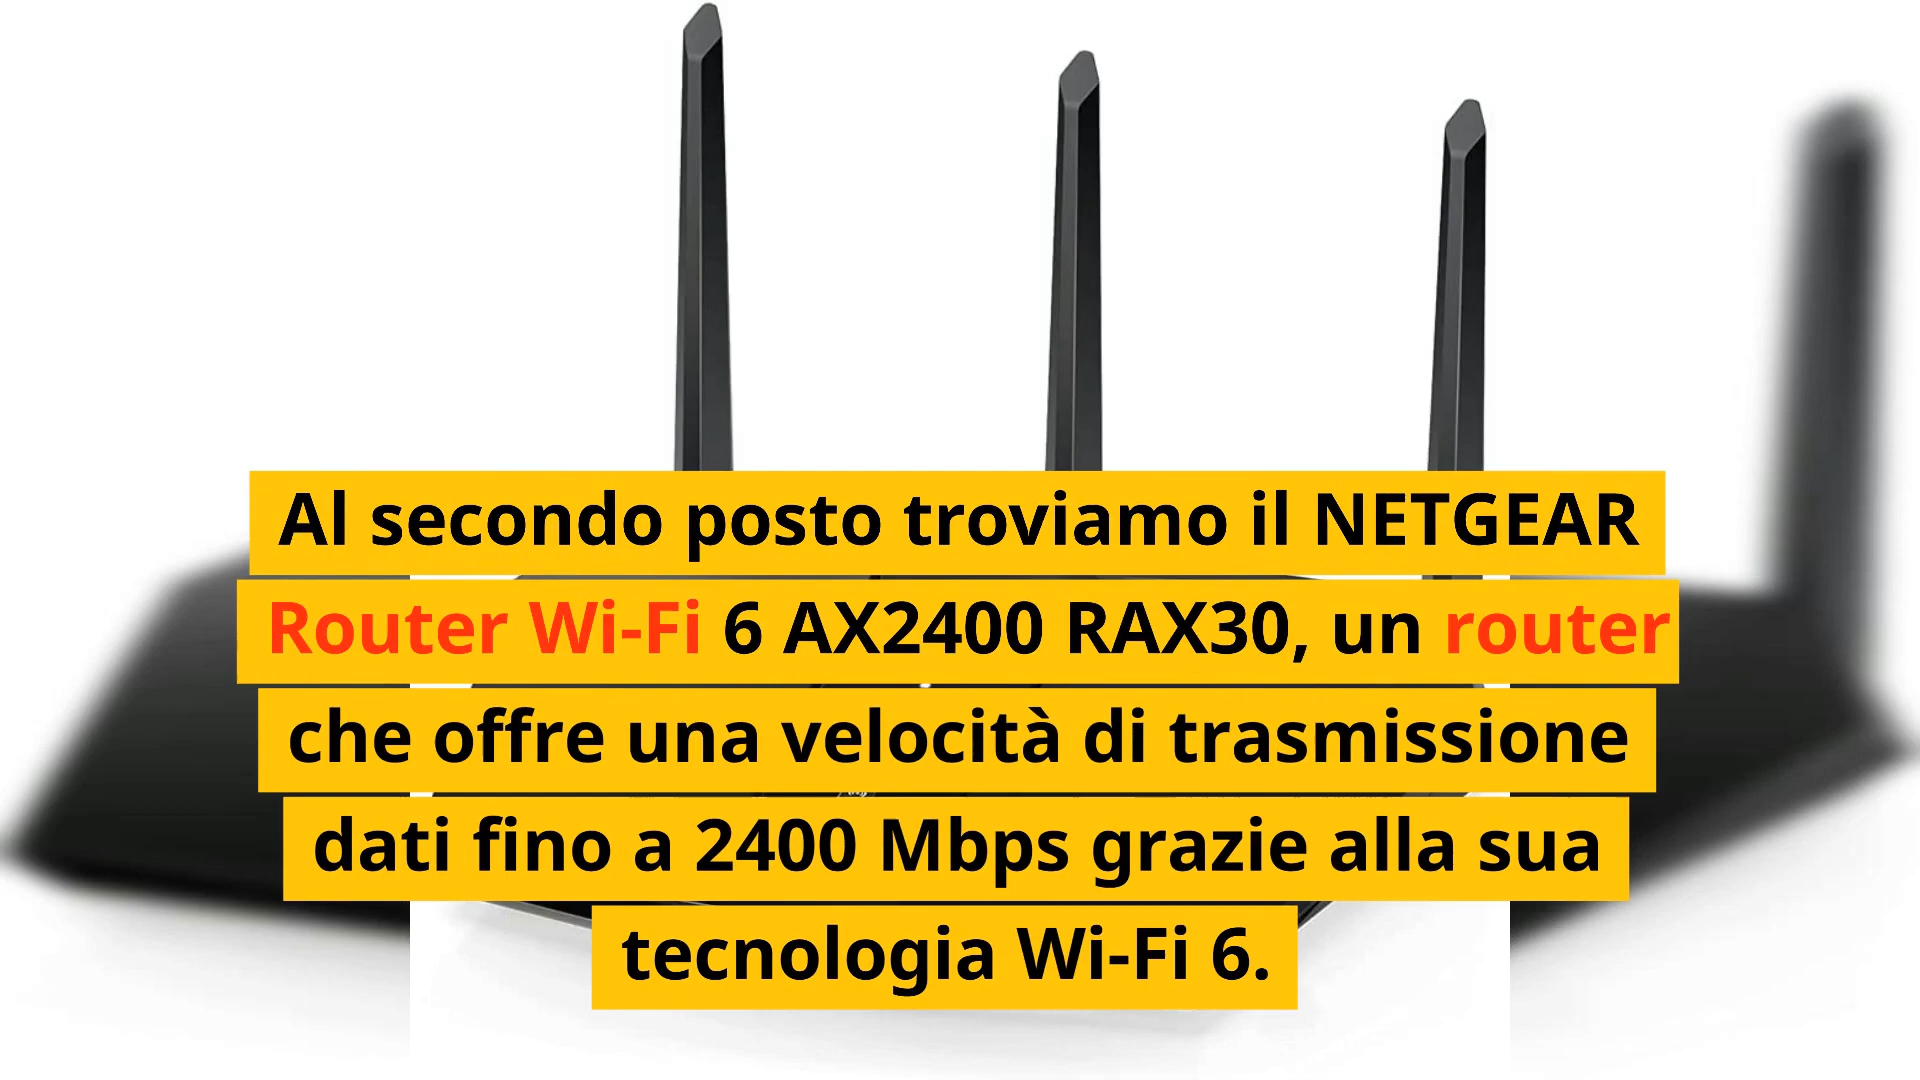 Al secondo posto troviamo il NETGEAR
Router Wi-Fi 6 AX2400 RAX30, un router
che offre una velocità di trasmissione
dati fino a 2400 Mbps grazie alla sua
tecnologia Wi-Fi 6.